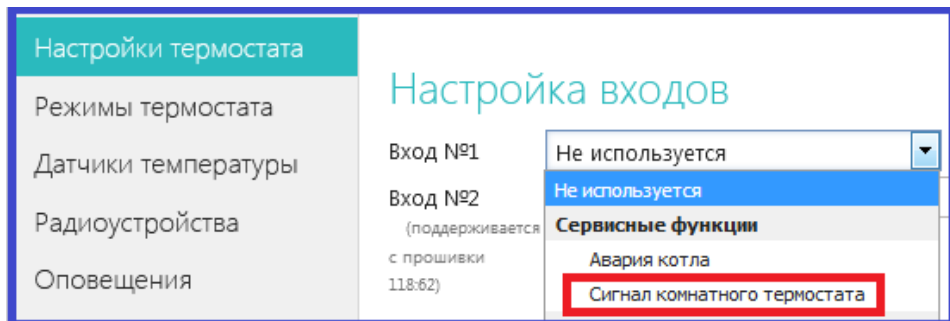 Настройки термостата
Режимы термостата
Датчики температуры
Радиоустройства
Оповещения
Настройка входов
Вход №1
Не используется
Вход №2
(поддерживается
с прошивки
118:62)
Не используется
Сервисные функции
Авария котла
Сигнал комнатного термостата